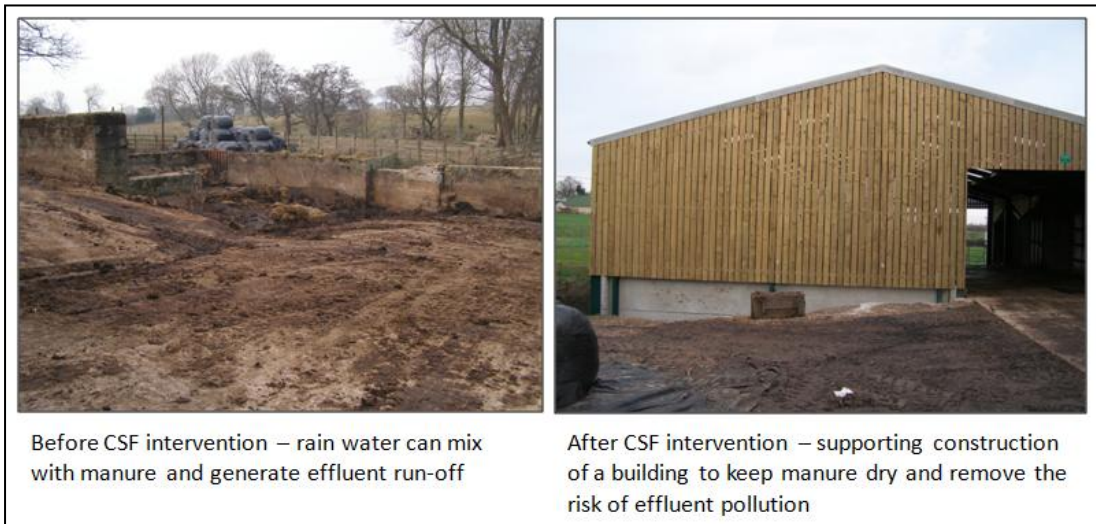 Before CSF intervention – rain water can mix
with manure and generate effluent run-off
After CSF intervention – supporting construction
of a building to keep manure dry and remove the
risk of effluent pollution